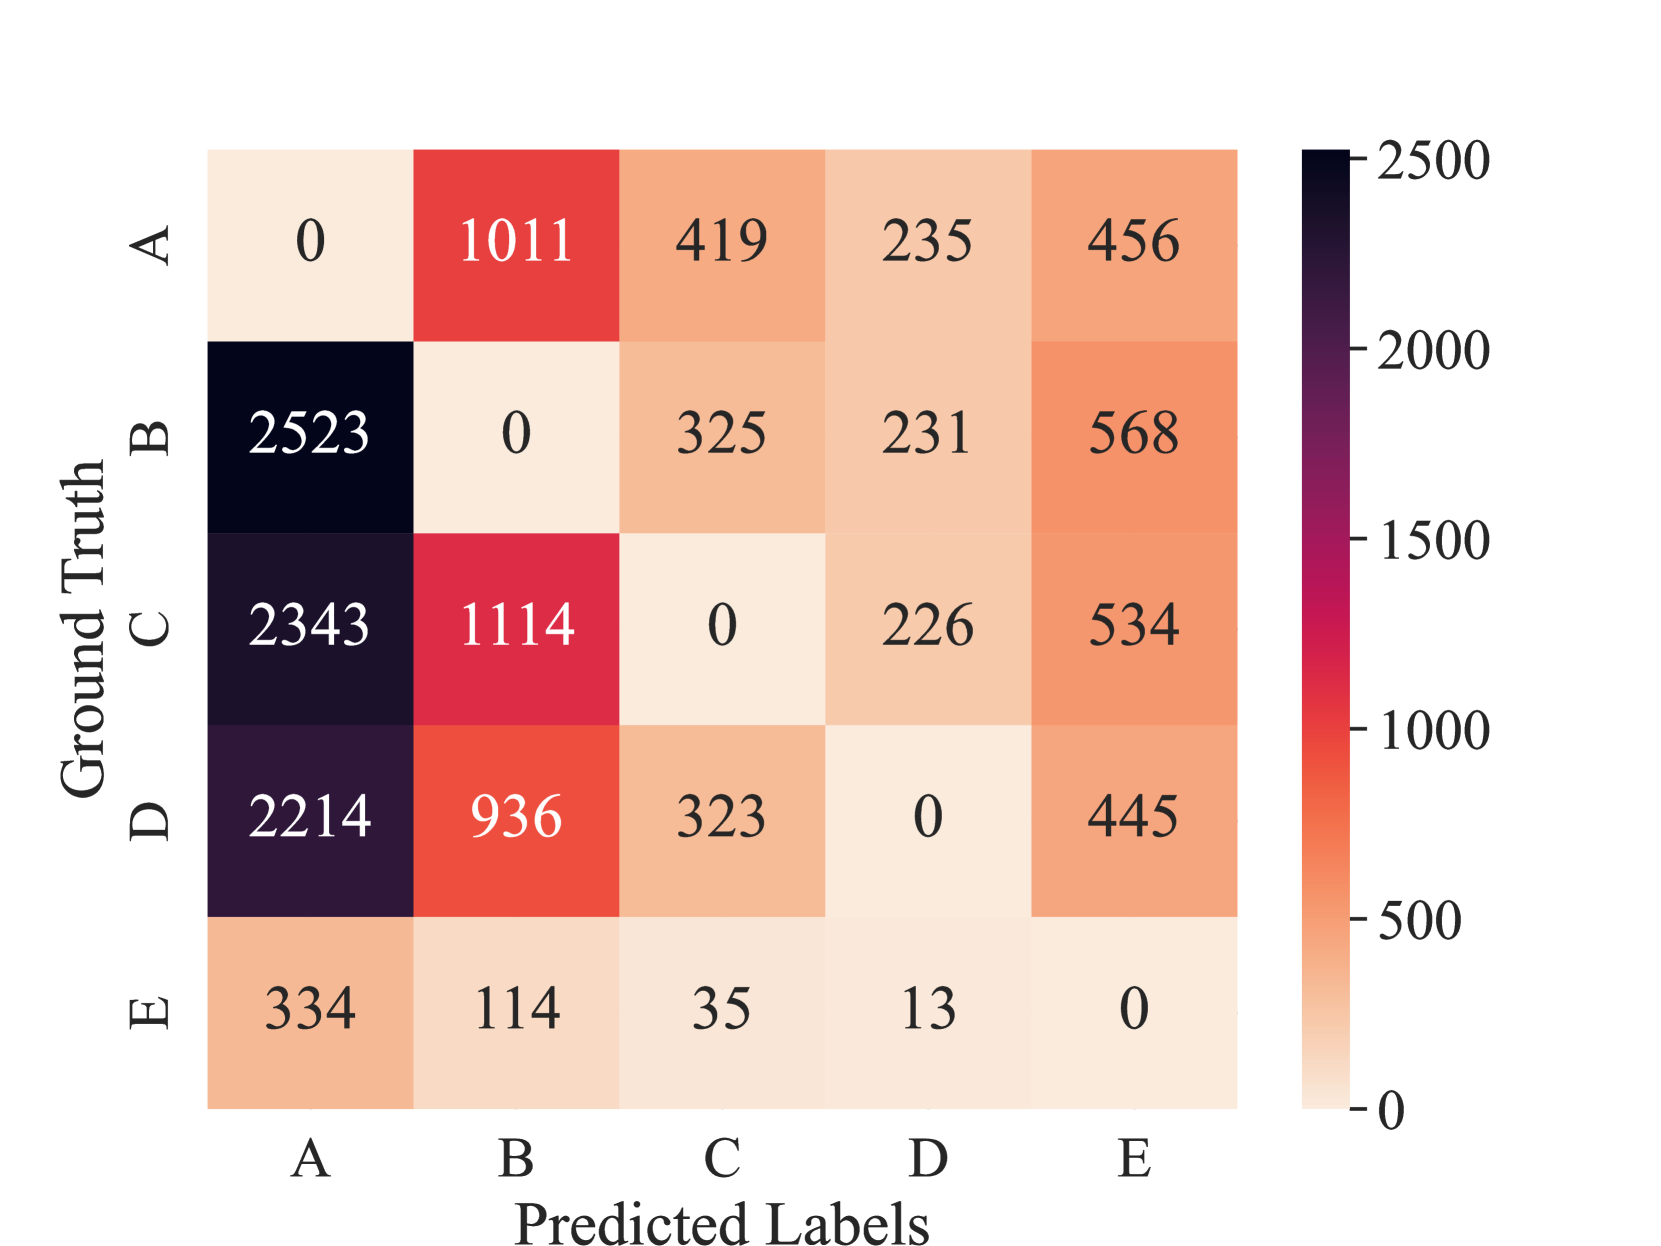 A 0 1011 419 235 456
B 2523 0 325 231 568
C 2343 1114 0 226 534
D 2214 936 323 0 445
E 334 114 35 13 0
A B C D E
Predicted Labels
Ground Truth
2500
2000
1500
1000
500
0